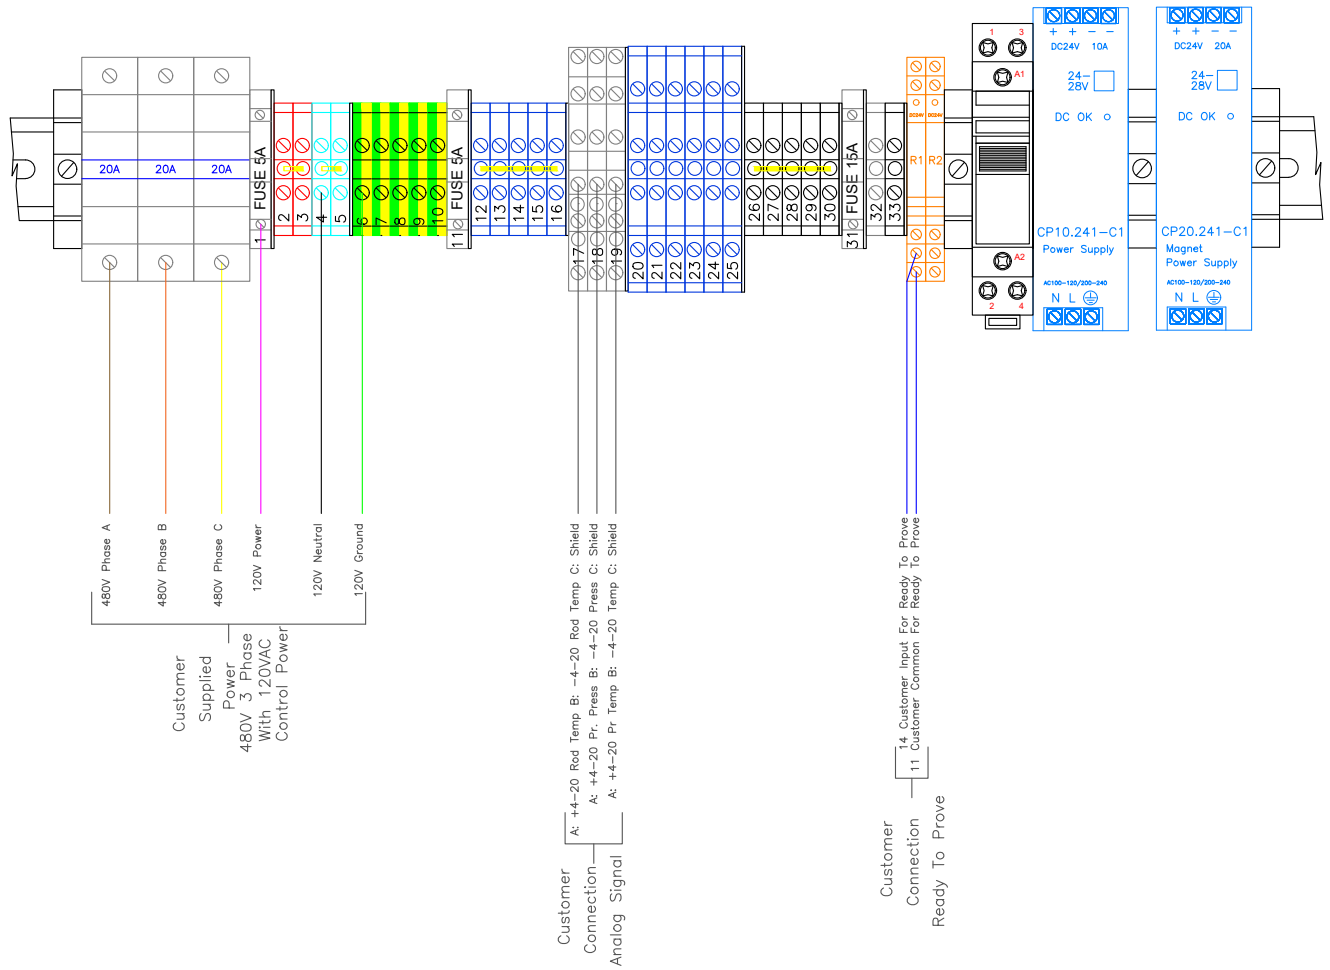 1 3
A1
+ + − −
DC24V 10A
24−
28V
DC OK
+ + − −
DC24V 20A
24−
28V
DC OK
20A 20A 20A
FUSE 5A
1
2
3
4
5
6
7
8
9
10
FUSE 5A
11
12
13
14
15
16
17
18
19
20
21
22
23
24
25
26
27
28
29
30
FUSE 15A
31
32
33
DC24V DC24V
R1 R2
A2
2 4
CP10.241−C1
Power Supply
AC100−120/200−240
N L
CP20.241−C1
Magnet
Power Supply
AC100−120/200−240
N L
480V Phase A
480V Phase B
480V Phase C
120V Power
120V Neutral
120V Ground
Customer
Supplied
Power
480V 3 Phase
With 120VAC
Control Power
A: +4−20 Rod Temp B: −4−20 Rod Temp C: Shield
A: +4−20 Pr. Press B: −4−20 Press C: Shield
A: +4−20 Pr Temp B: −4−20 Temp C: Shield
Customer
Connection
Analog Signal
14 Customer Input For Ready To Prove
11 Customer Common For Ready To Prove
Customer
Connection
Ready To Prove